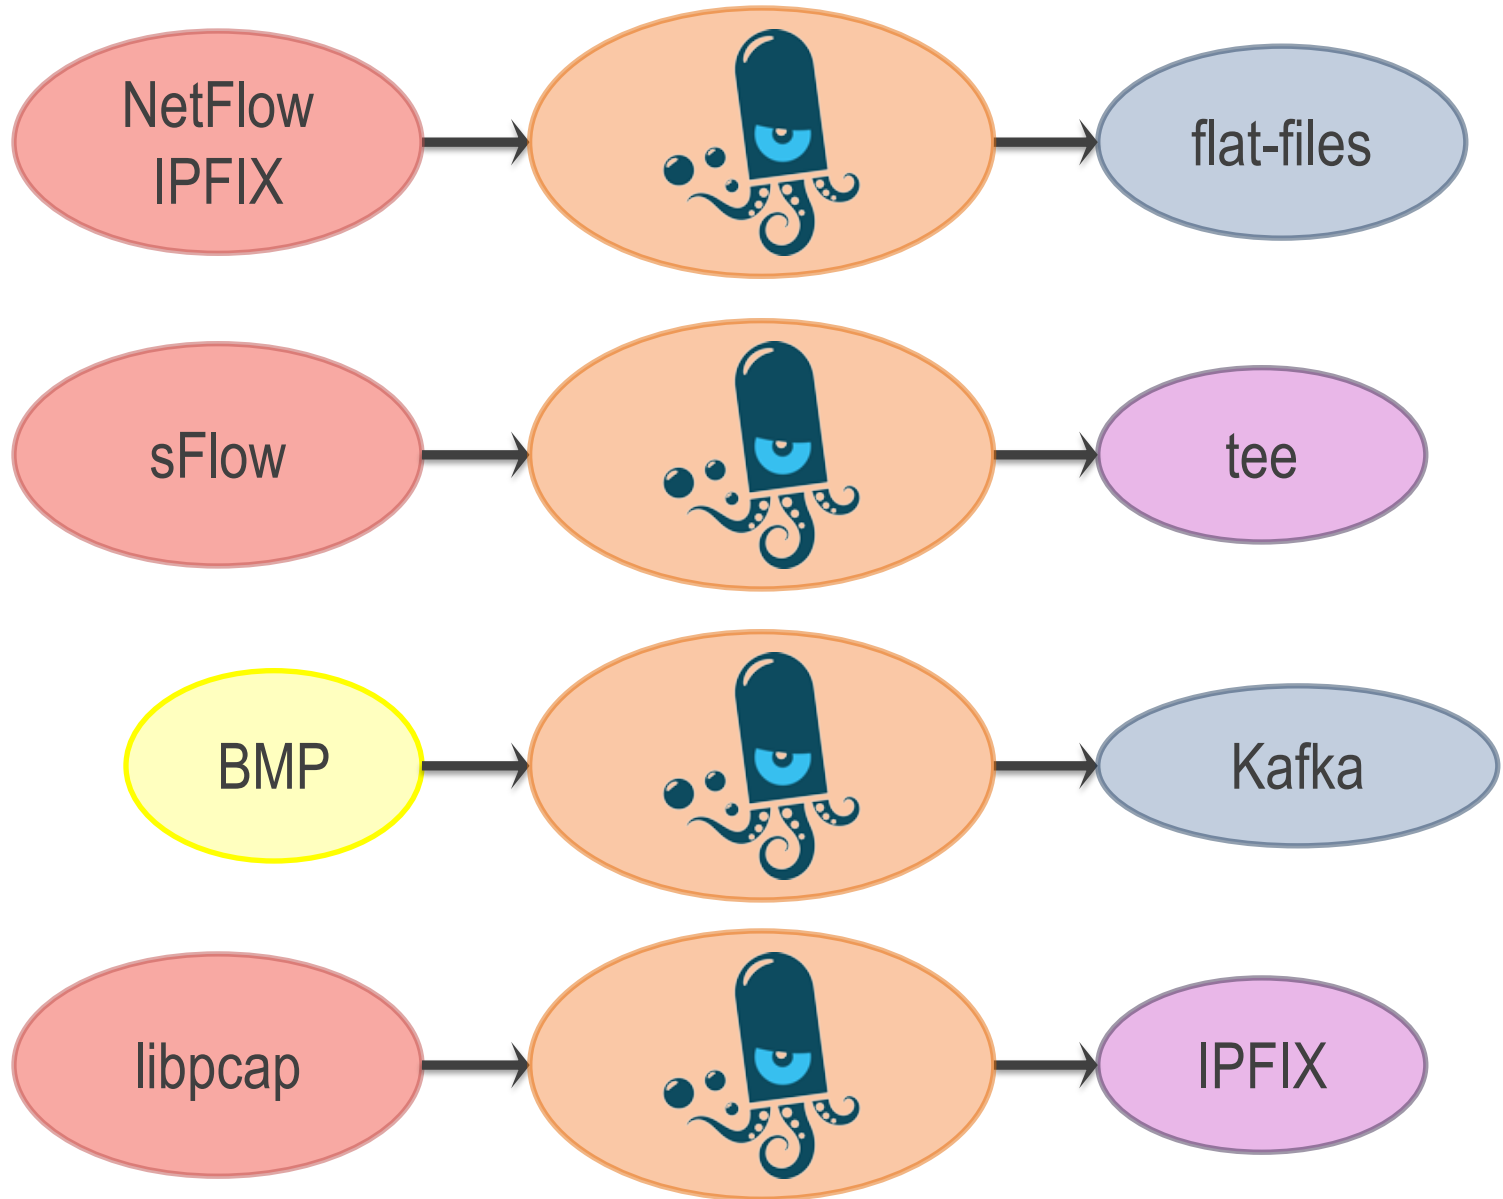 NetFlow
IPFIX
flat-files
sFlow
tee
BMP
Kafka
libpcap
IPFIX